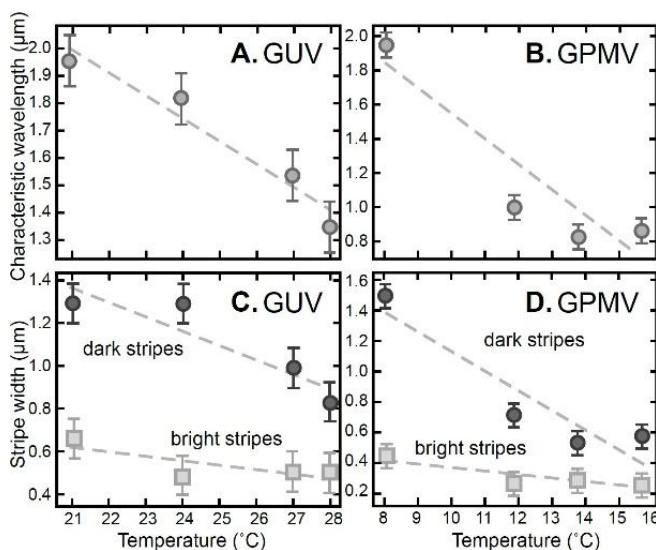 Characteristic wavelength (μm)
2.0
1.9
1.8
1.7
1.6
1.5
1.4
1.3
A. GUV
2.0
1.8
1.6
1.4
1.2
1.0
0.8
B. GPMV
Stripe width (μm)
1.4
1.2
1.0
0.8
0.6
0.4
C. GUV
dark stripes
bright stripes
21 22 23 24 25 26 27 28
Temperature (°C)
1.6
1.4
1.2
1.0
0.8
0.6
0.4
0.2
D. GPMV
dark stripes
bright stripes
8 9 10 11 12 13 14 15 16
Temperature (°C)